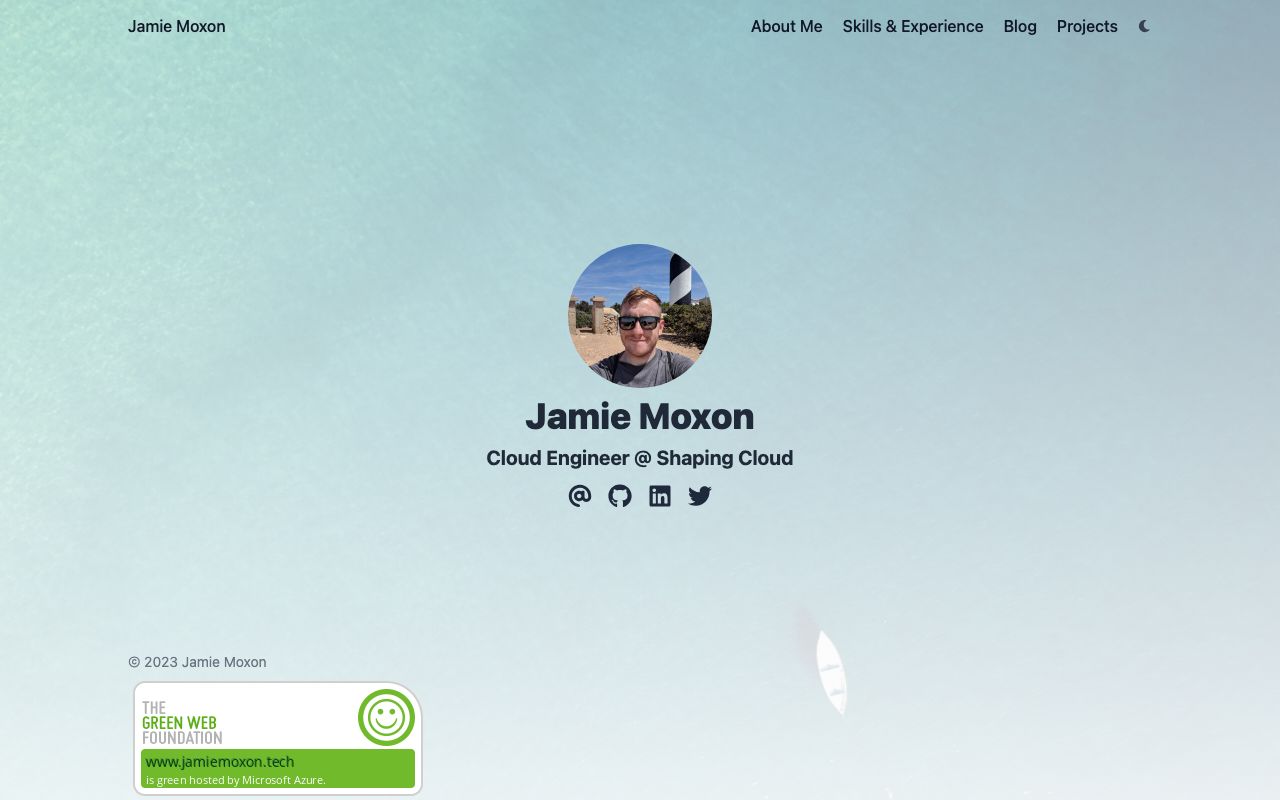 Jamie Moxon
About Me
Skills & Experience
Blog
Projects
Jamie Moxon
Cloud Engineer @ Shaping Cloud
© 2023 Jamie Moxon
THE
GREEN WEB
FOUNDATION
www.jamiemoxon.tech
is green hosted by Microsoft Azure.